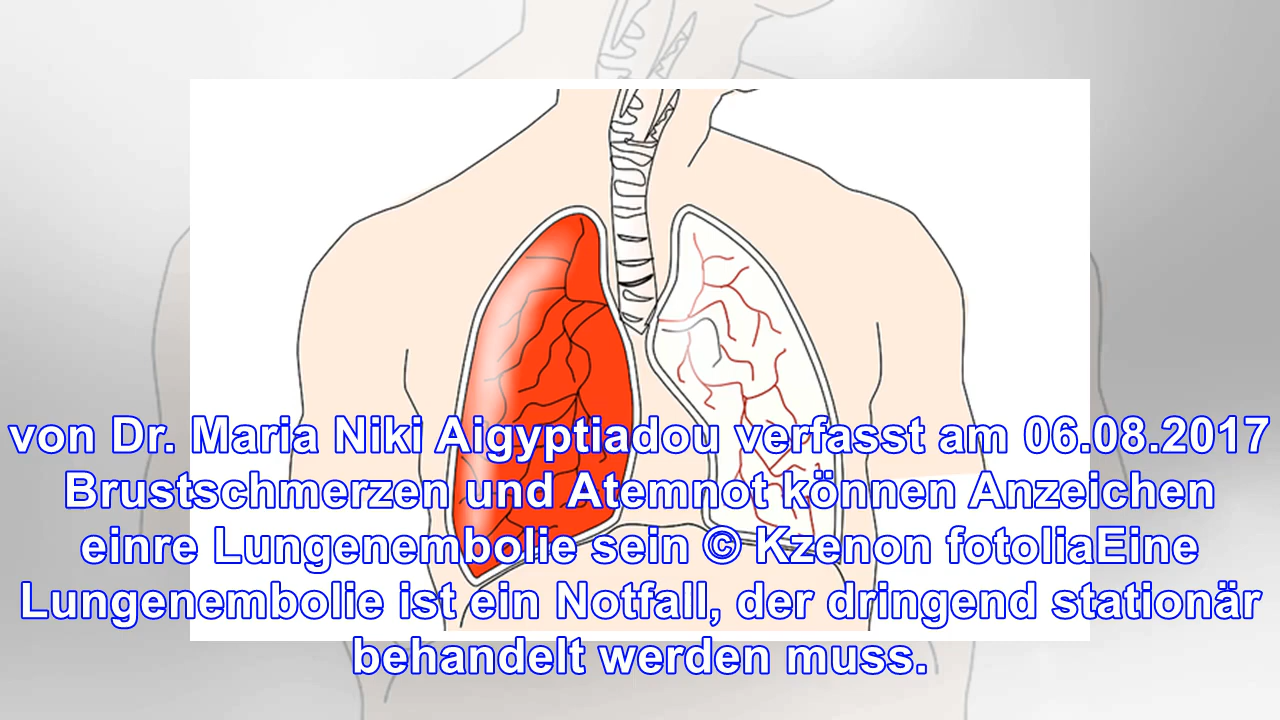 von Dr. Maria Niki Aigyptiadou verfasst am 06.08.2017
Brustschmerzen und Atemnot können Anzeichen
einre Lungenembolie sein © Kzenon fotoliaEine
Lungenembolie ist ein Notfall, der dringend stationär
behandelt werden muss.